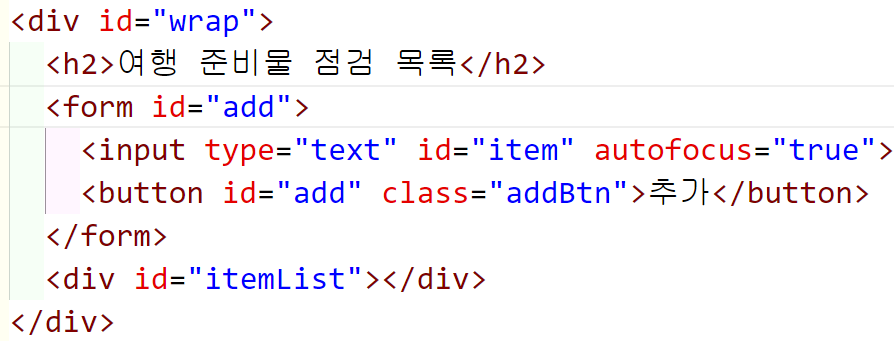 <div id="wrap">
<h2>여행 준비물 점검 목록</h2>
<form id="add">
<input type="text" id="item" autofocus="true">
<button id="add" class="addBtn">추가</button>
</form>
<div id="itemList"></div>
</div>